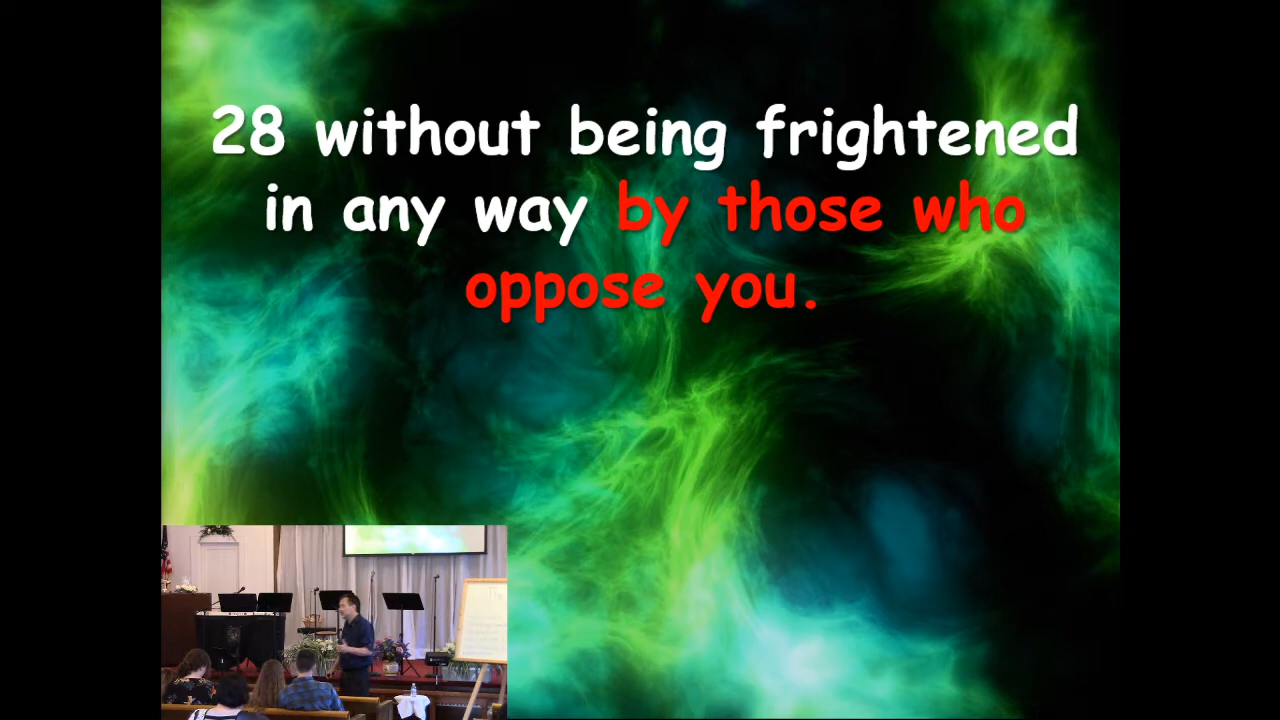 28 without being frightened
in any way by those who
oppose you.